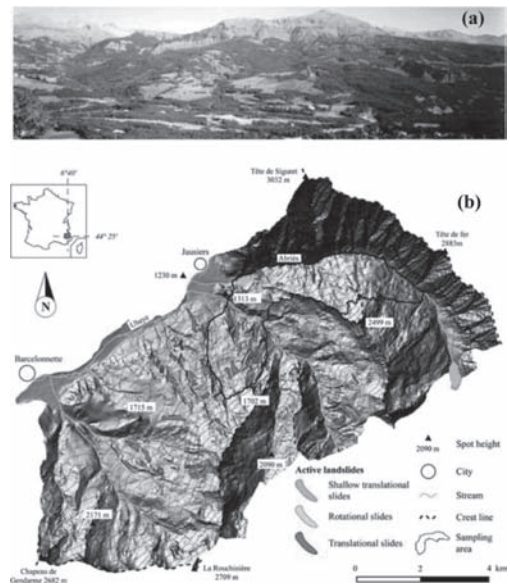 (a)
6°40'
44° 25'
N
(b)
Tête de Siguret
3032 m
Tête de fer
2883m
Jausiers
1230 m
Abriès
1313 m
2499 m
Ubaye
Barcelonnette
1715 m
1702 m
2090 m
2171 m
Chapeau de
Gendarme 2682 m
La Rouchinière
2709 m
Active landslides
Shallow translational
slides
Rotational slides
Translational slides
2090 m
Spot height
City
Stream
Crest line
Sampling
area
0 2 4 km